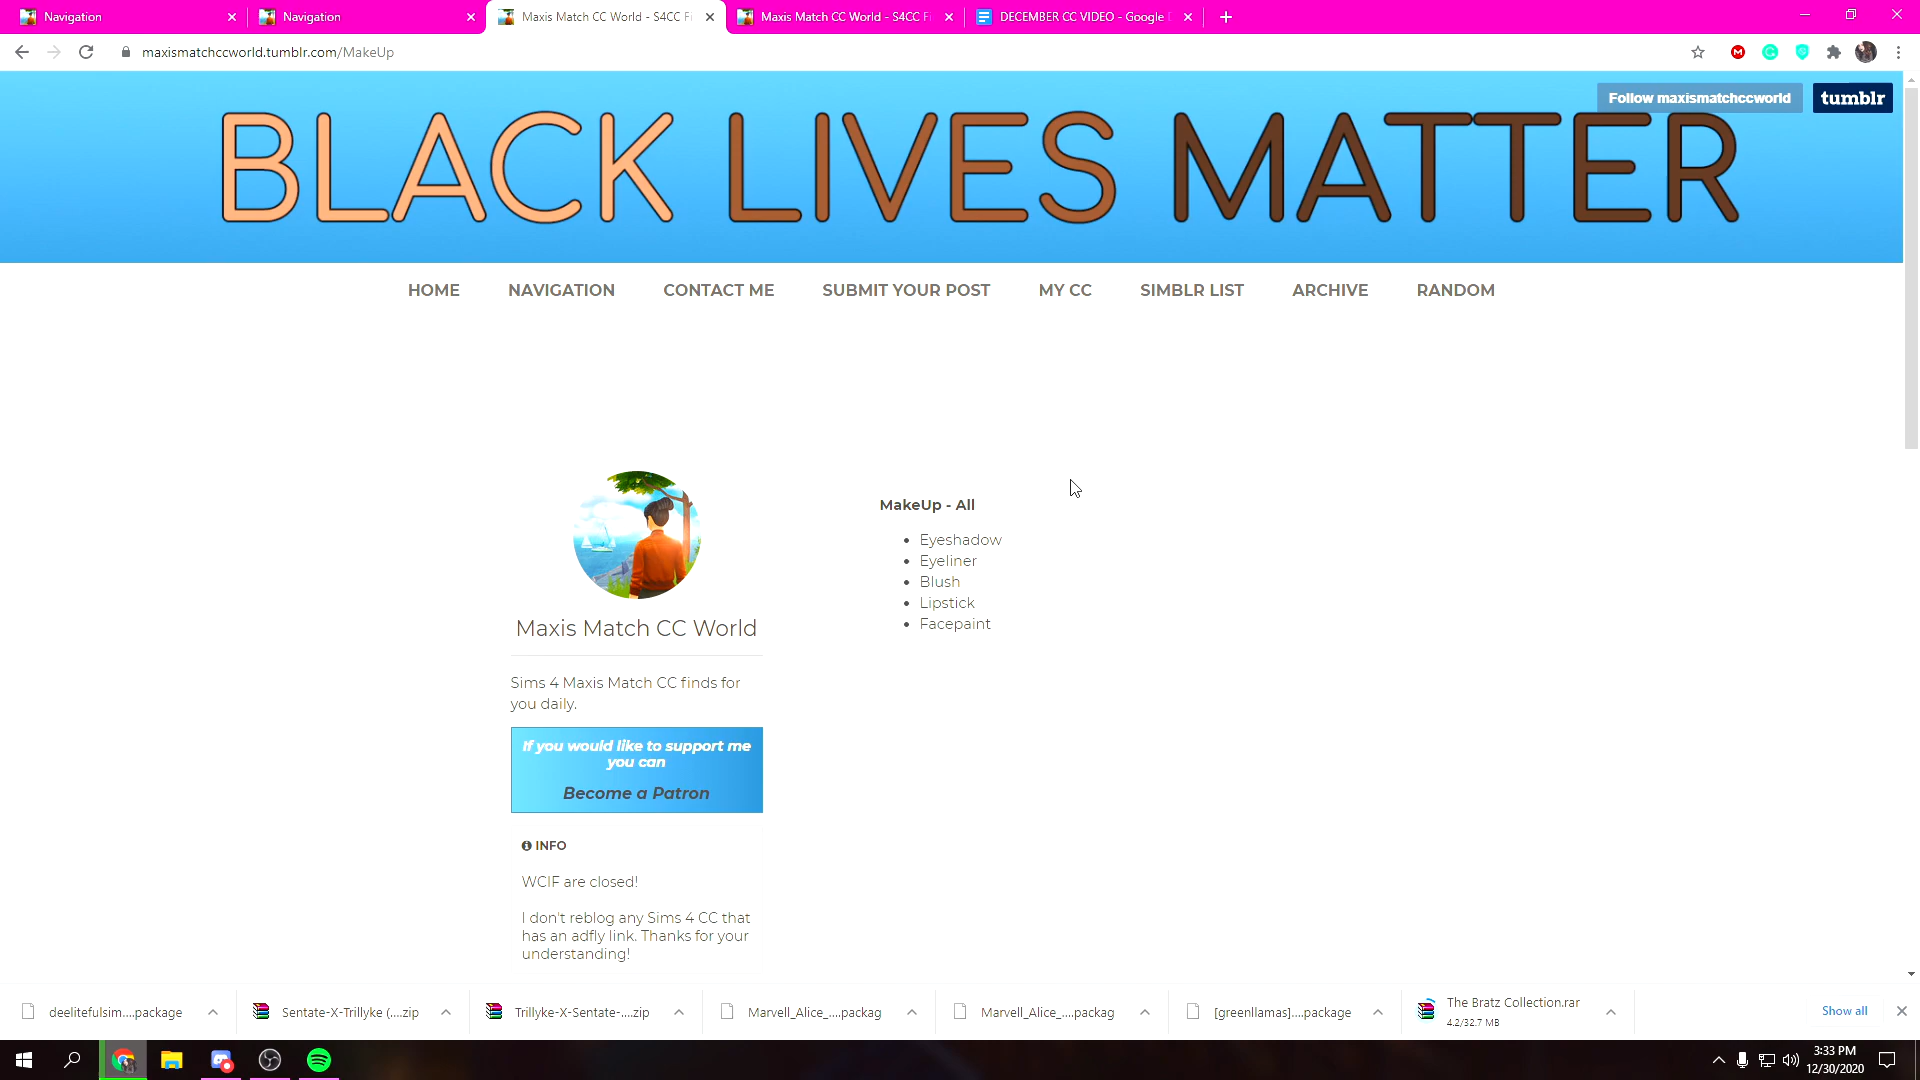 Navigation
Navigation
Maxis Match CC World - S4CC Fi
Maxis Match CC World - S4CC Fi
DECEMBER CC VIDEO - Google D
maxismatchccworld.tumblr.com/MakeUp
Follow maxismatchccworld
tumblr
BLACK LIVES MATTER
HOME
NAVIGATION
CONTACT ME
SUBMIT YOUR POST
MY CC
SIMBLR LIST
ARCHIVE
RANDOM
Maxis Match CC World
Sims 4 Maxis Match CC finds for
you daily.
If you would like to support me
you can
Become a Patron
INFO
WCIF are closed!
I don't reblog any Sims 4 CC that
has an adfly link. Thanks for your
understanding!
MakeUp - All
Eyeshadow
Eyeliner
Blush
Lipstick
Facepaint
deelitefulsim....package
Sentate-X-Trillyke (....zip
Trillyke-X-Sentate-....zip
Marvell_Alice_....packag
Marvell_Alice_....packag
[greenllamas]....package
The Bratz Collection.rar
4.2/32.7 MB
Show all
3:33 PM
12/30/2020